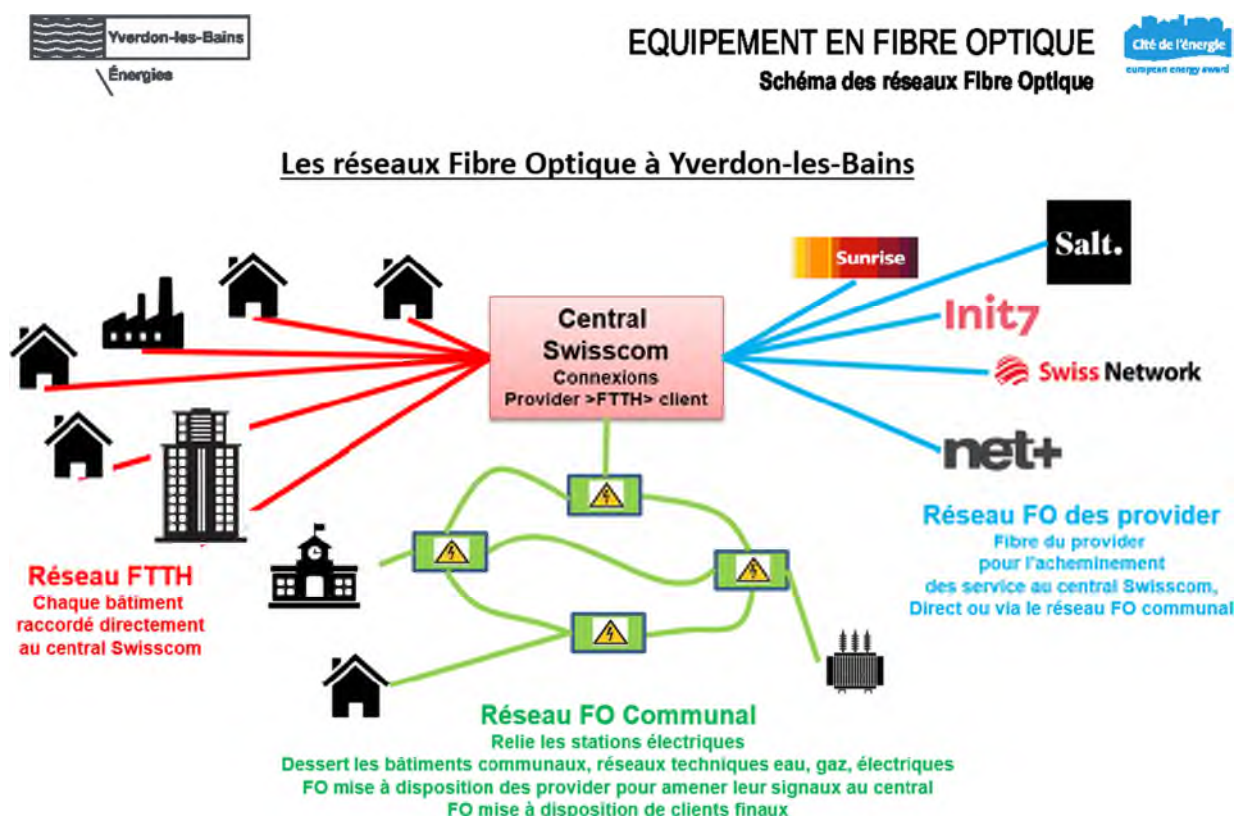 Yverdon-les-Bains
Énergies
EQUIPEMENT EN FIBRE OPTIQUE
Schéma des réseaux Fibre Optique
Cité de l'énergie
european energy award
Les réseaux Fibre Optique à Yverdon-les-Bains
Sunrise
Salt.
Init7
Swiss Network
net+
Central
Swisscom
Connexions
Provider >FTTH> client
Réseau FTTH
Chaque bâtiment
raccordé directement
au central Swisscom
Réseau FO des provider
Fibre du provider
pour l'acheminement
des service au central Swisscom,
Direct ou via le réseau FO communal
Réseau FO Communal
Relie les stations électriques
Dessert les bâtiments communaux, réseaux techniques eau, gaz, électriques
FO mise à disposition des provider pour amener leur signaux au central
FO mise à disposition de clients finaux